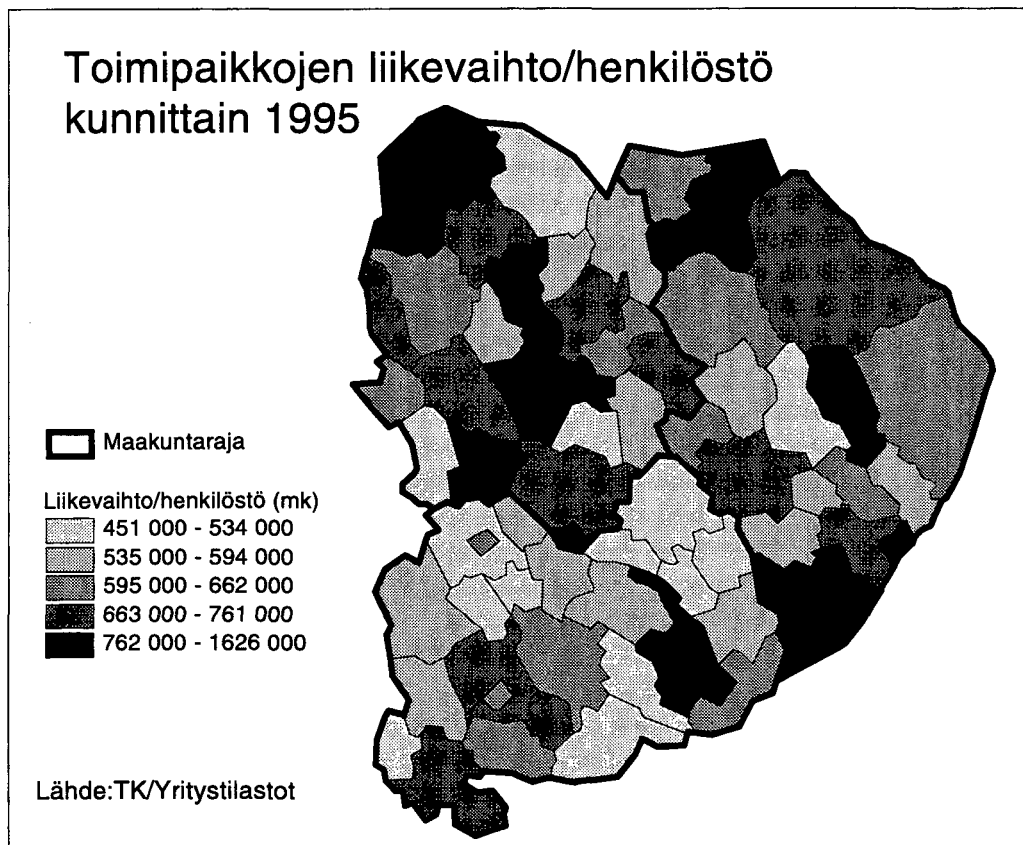 Toimipaikkojen liikevaihto/henkilöstö
kunnittain 1995
Maakuntaraja
Liikevaihto/henkilöstö (mk)
451 000 - 534 000
535 000 - 594 000
595 000 - 662 000
663 000 - 761 000
762 000 - 1626 000
Lähde:TK/Yritystilastot